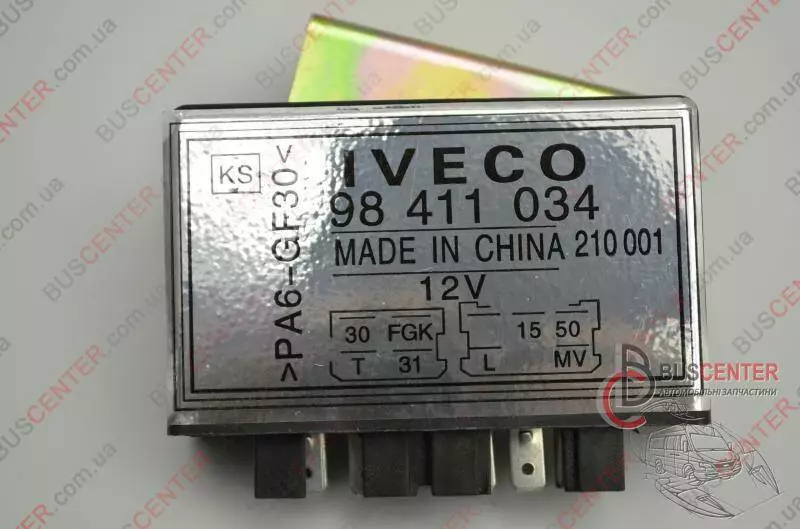 KS
>PA6-GF30<
IVECO
98 411 034
MADE IN CHINA 210 001
12V
30 FGK 15 50
T 31 L MV
BUSCENTER
АВТОМОБІЛЬНІ ЗАПЧАСТИНИ
BUSCENTER.com.ua